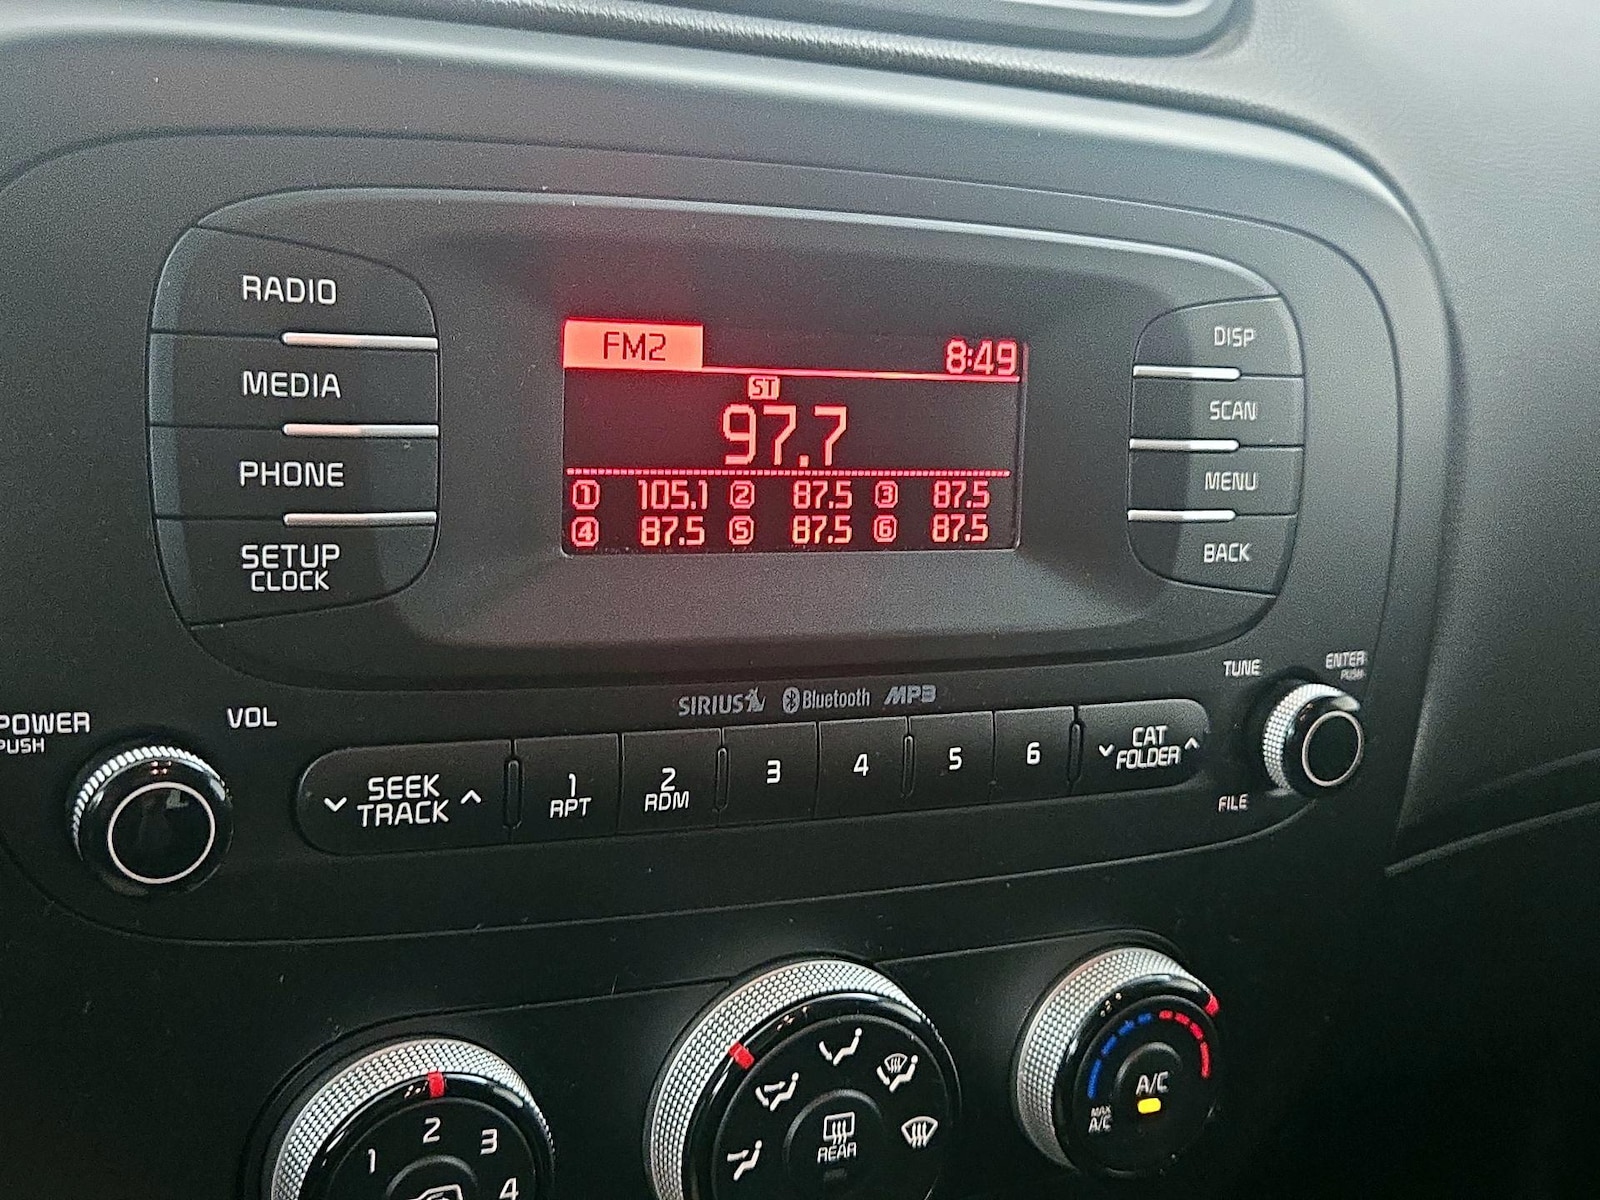 RADIO
MEDIA
PHONE
SETUP
CLOCK
FM2 8:49
ST
97.7
1 105.1 2 87.5 3 87.5
4 87.5 5 87.5 6 87.5
DISP
SCAN
MENU
BACK
POWER
PUSH
VOL
SIRIUS Bluetooth MP3
TUNE
ENTER
PUSH
FILE
SEEK
TRACK
1
RPT
2
RDM
3
4
5
6
CAT
FOLDER
1 2 3 4
REAR
A/C
MAX
A/C